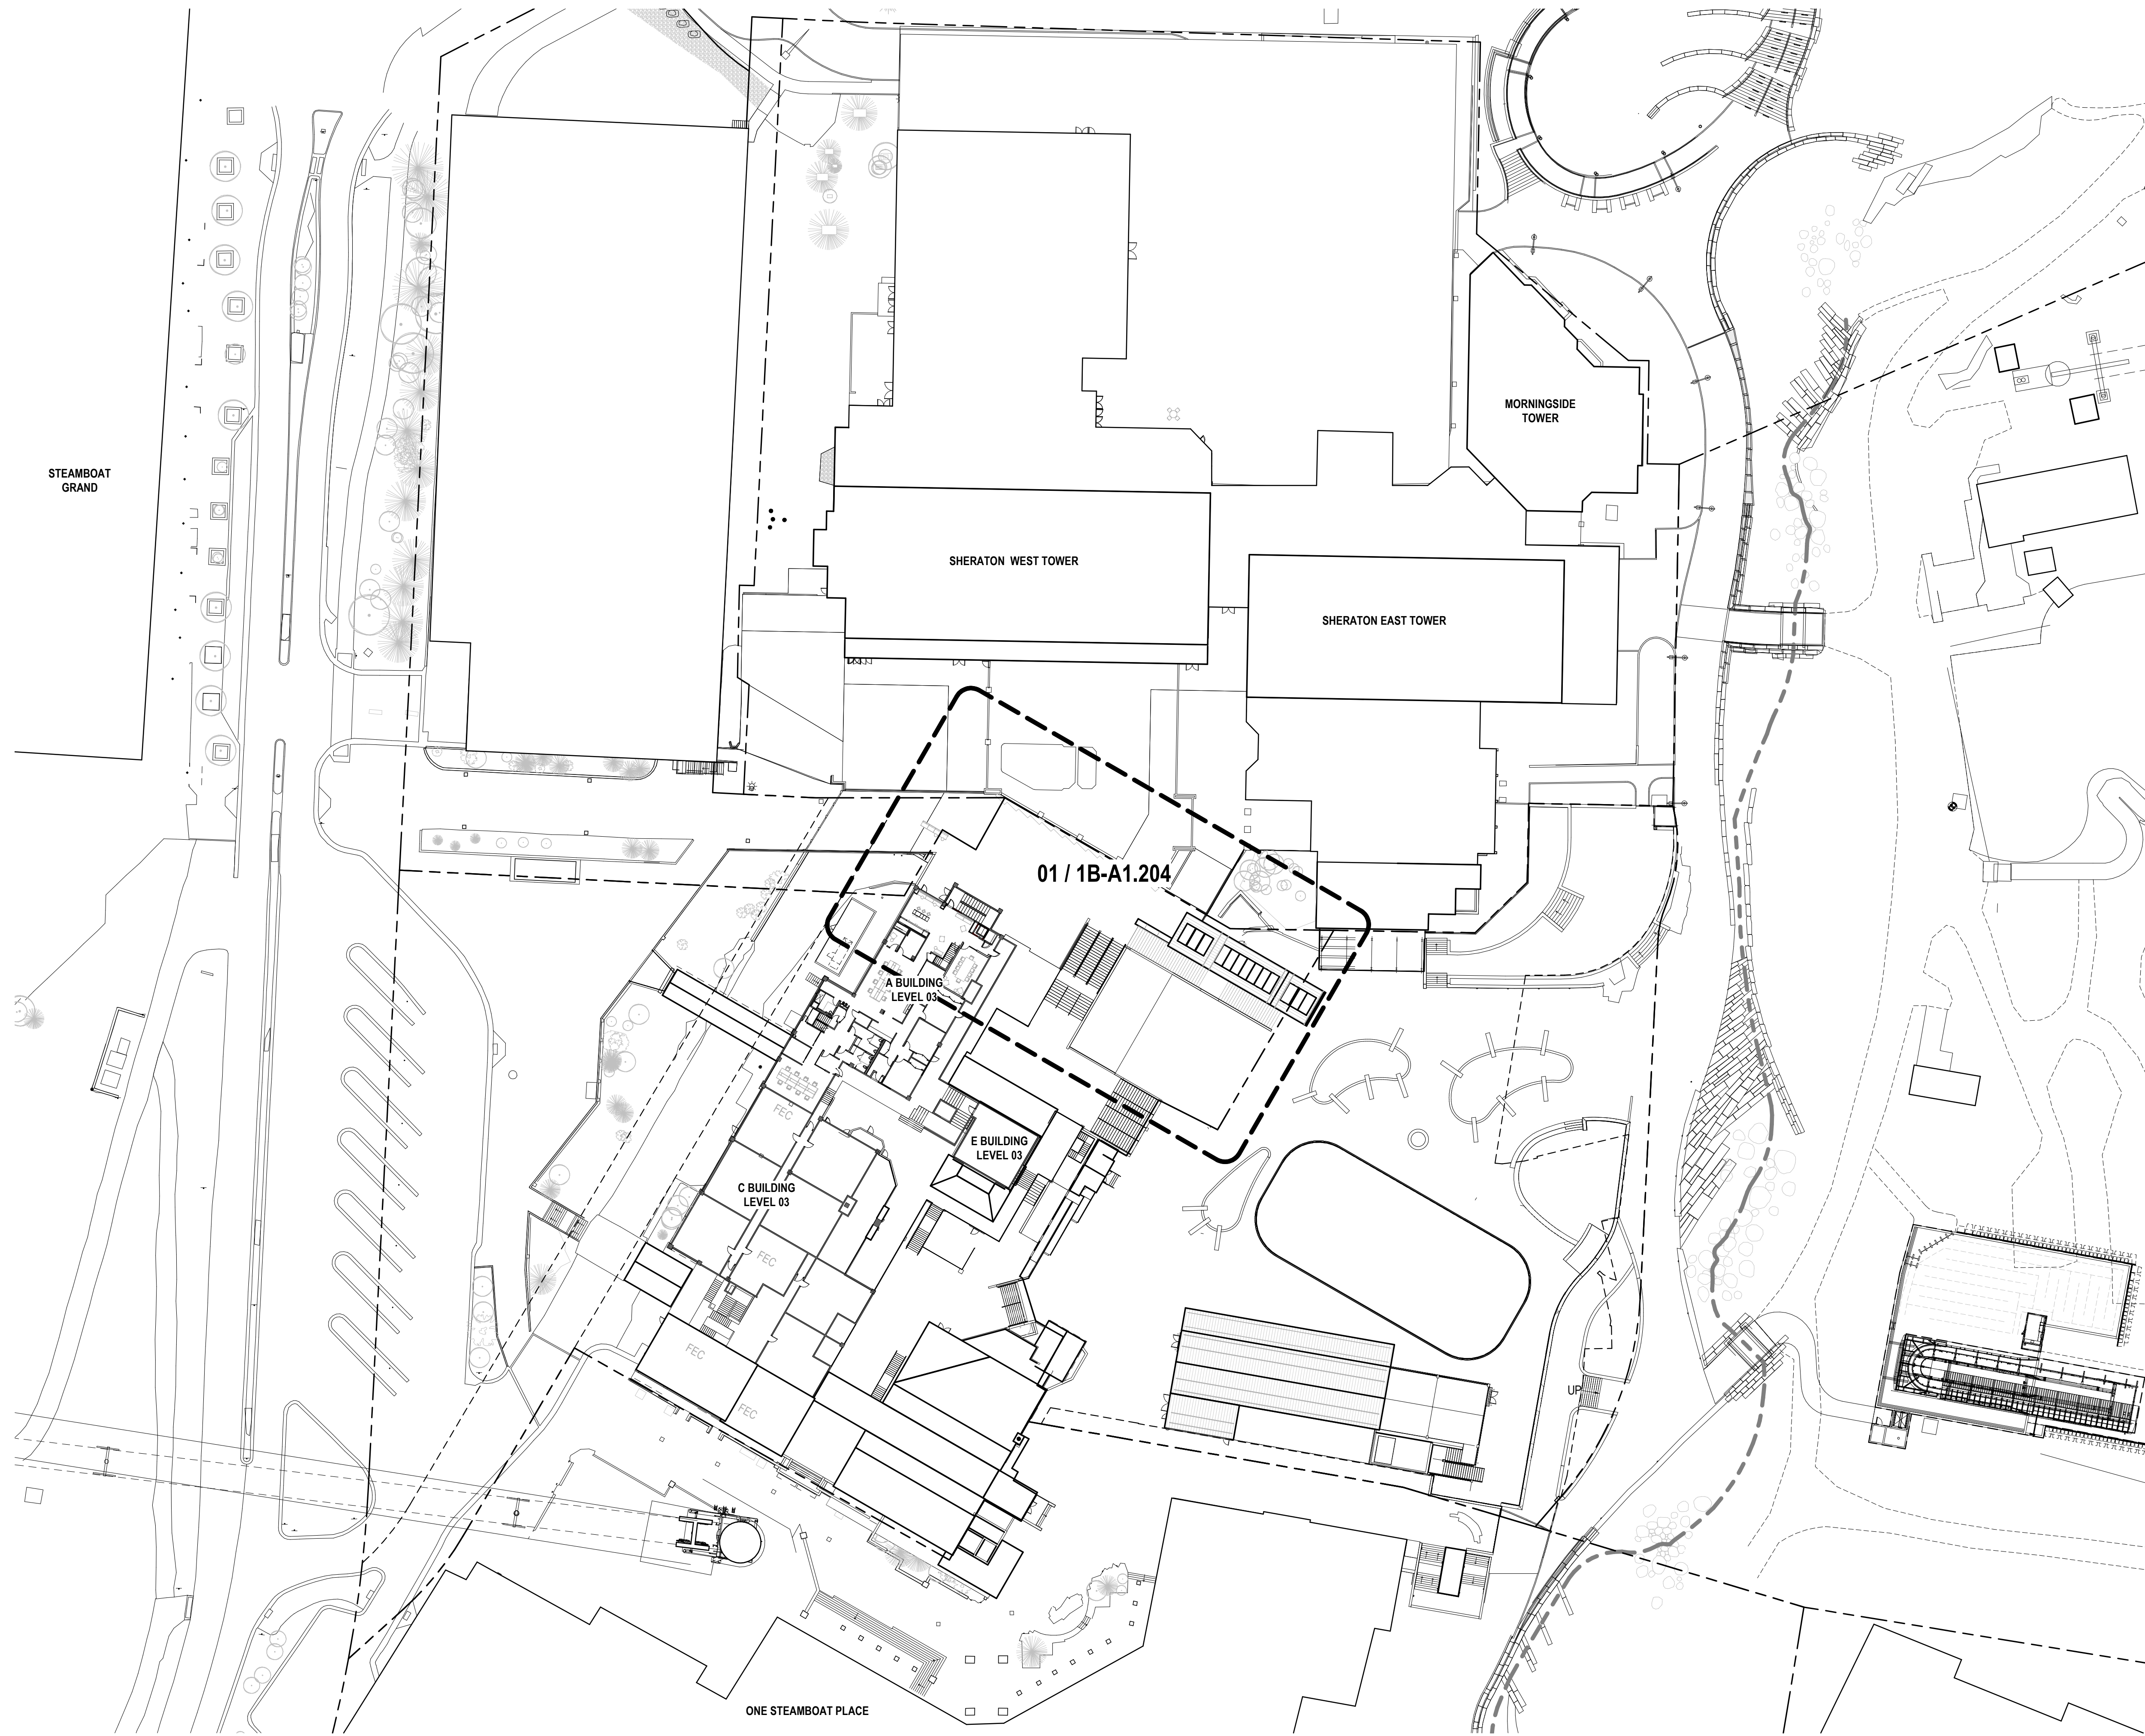 MORNINGSIDE
TOWER
STEAMBOAT
GRAND
SHERATON WEST TOWER
SHERATON EAST TOWER
01 / 1B-A1.204
A BUILDING
LEVEL 03
FEC
E BUILDING
LEVEL 03
C BUILDING
LEVEL 03
FEC
FEC
UP
FEC
ONE STEAMBOAT PLACE